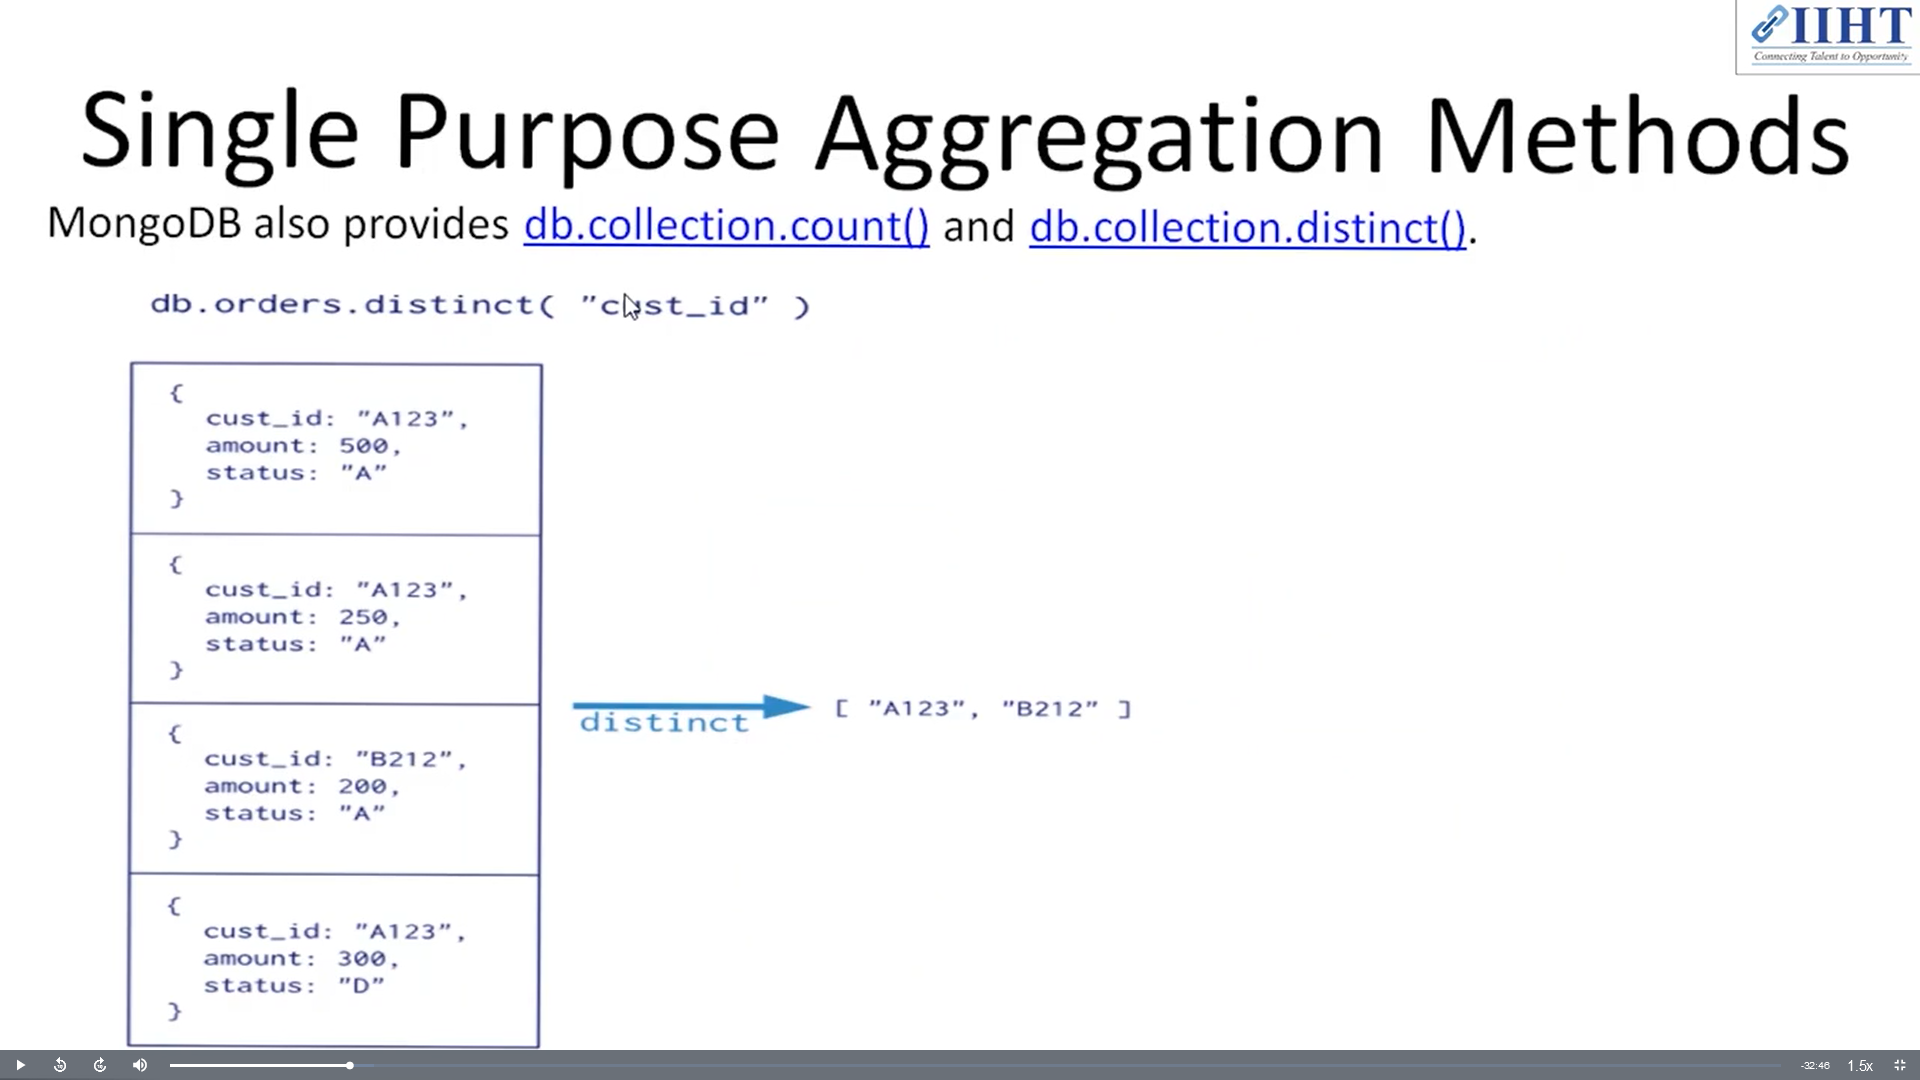 IIHT
Connecting Talent to Opportunity
Single Purpose Aggregation Methods
MongoDB also provides db.collection.count() and db.collection.distinct().
db.orders.distinct( "cust_id" )
{
cust_id: "A123",
amount: 500,
status: "A"
}
{
cust_id: "A123",
amount: 250,
status: "A"
}
{
cust_id: "B212",
amount: 200,
status: "A"
}
{
cust_id: "A123",
amount: 300,
status: "D"
}
distinct
[ "A123", "B212" ]
-32:46
1.5x